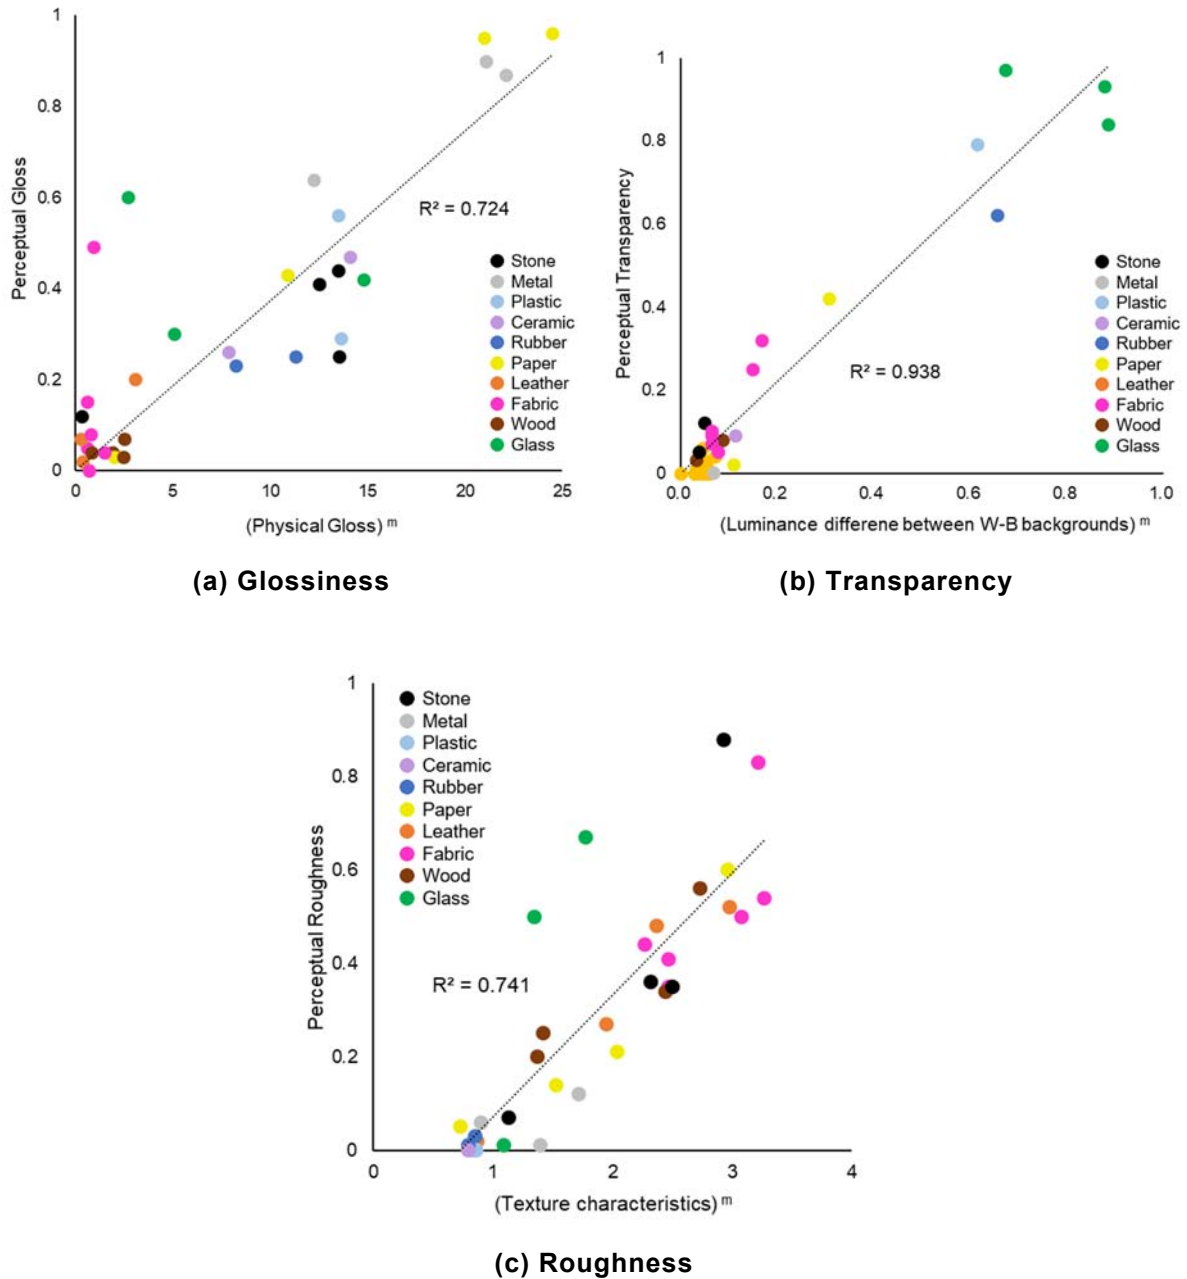 1
0.8
0.6
0.4
0.2
0
Perceptual Gloss
R² = 0.724
Stone
Metal
Plastic
Ceramic
Rubber
Paper
Leather
Fabric
Wood
Glass
0 5 10 15 20 25
(Physical Gloss) m
(a) Glossiness
1
0.8
0.6
0.4
0.2
0
Perceptual Transparency
R² = 0.938
Stone
Metal
Plastic
Ceramic
Rubber
Paper
Leather
Fabric
Wood
Glass
0.0 0.2 0.4 0.6 0.8 1.0
(Luminance differene between W-B backgrounds) m
(b) Transparency
1
0.8
0.6
0.4
0.2
0
Perceptual Roughness
Stone
Metal
Plastic
Ceramic
Rubber
Paper
Leather
Fabric
Wood
Glass
R² = 0.741
0 1 2 3 4
(Texture characteristics) m
(c) Roughness